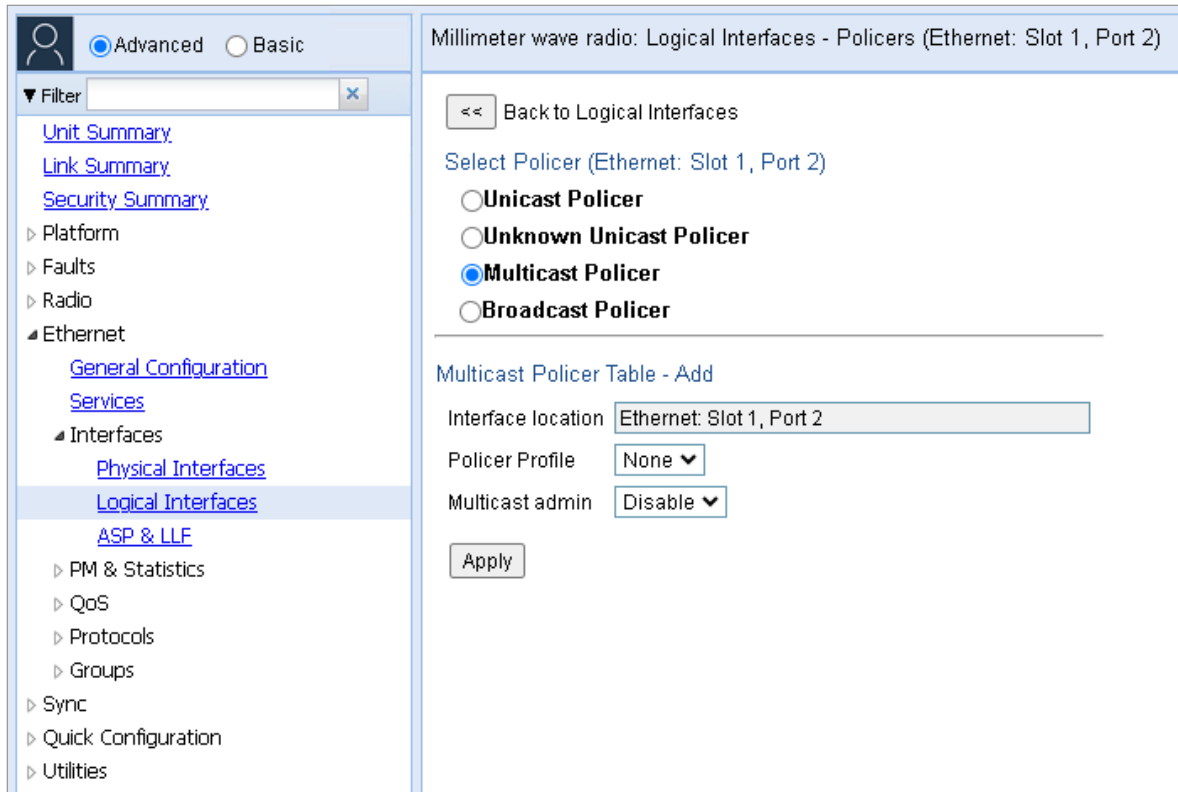 Advanced Basic
Filter
Unit Summary
Link Summary
Security Summary
Platform
Faults
Radio
Ethernet
General Configuration
Services
Interfaces
Physical Interfaces
Logical Interfaces
ASP & LLF
PM & Statistics
QoS
Protocols
Groups
Sync
Quick Configuration
Utilities
Millimeter wave radio: Logical Interfaces - Policers (Ethernet: Slot 1, Port 2)
<< Back to Logical Interfaces
Select Policer (Ethernet: Slot 1, Port 2)
Unicast Policer
Unknown Unicast Policer
Multicast Policer
Broadcast Policer
Multicast Policer Table - Add
Interface location Ethernet: Slot 1, Port 2
Policer Profile None
Multicast admin Disable
Apply